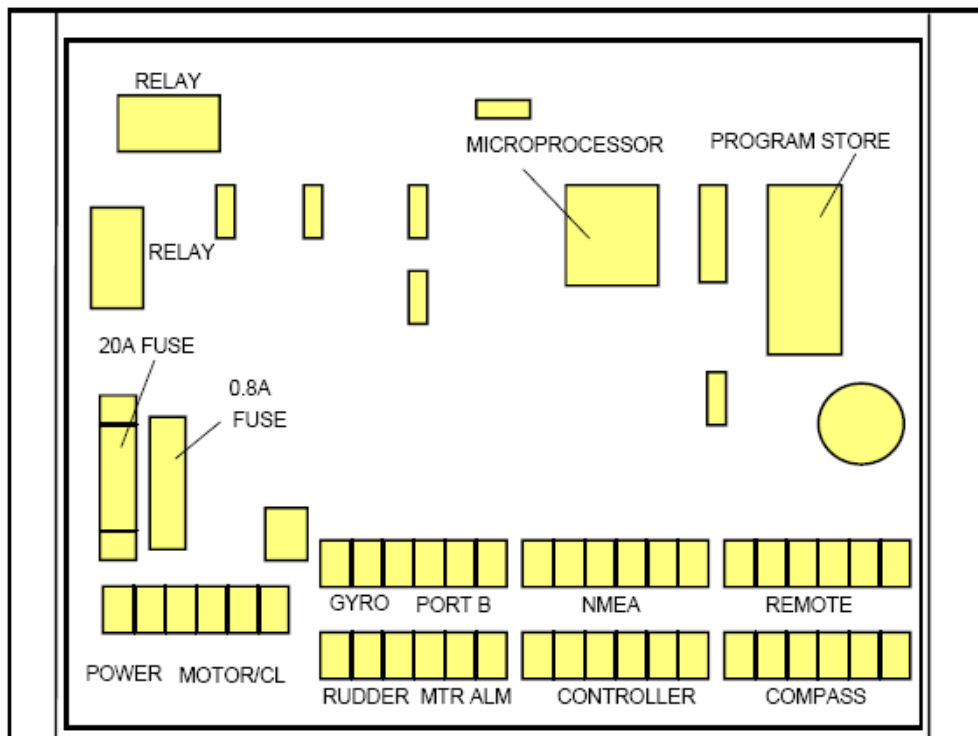 RELAY
MICROPROCESSOR
PROGRAM STORE
RELAY
20A FUSE
0.8A
FUSE
GYRO PORT B NMEA REMOTE
POWER MOTOR/CL
RUDDER MTR ALM CONTROLLER COMPASS